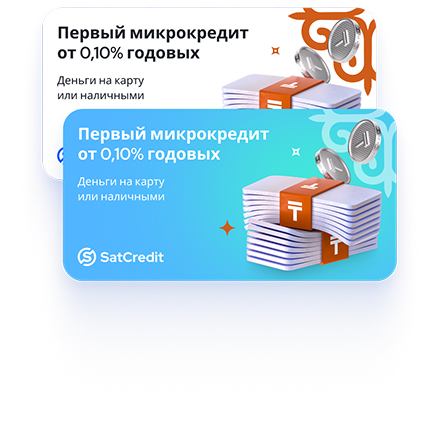 Первый микрокредит
от 0,10% годовых
Деньги на карту
или наличными
Первый микрокредит
от 0,10% годовых
Деньги на карту
или наличными
SatCredit